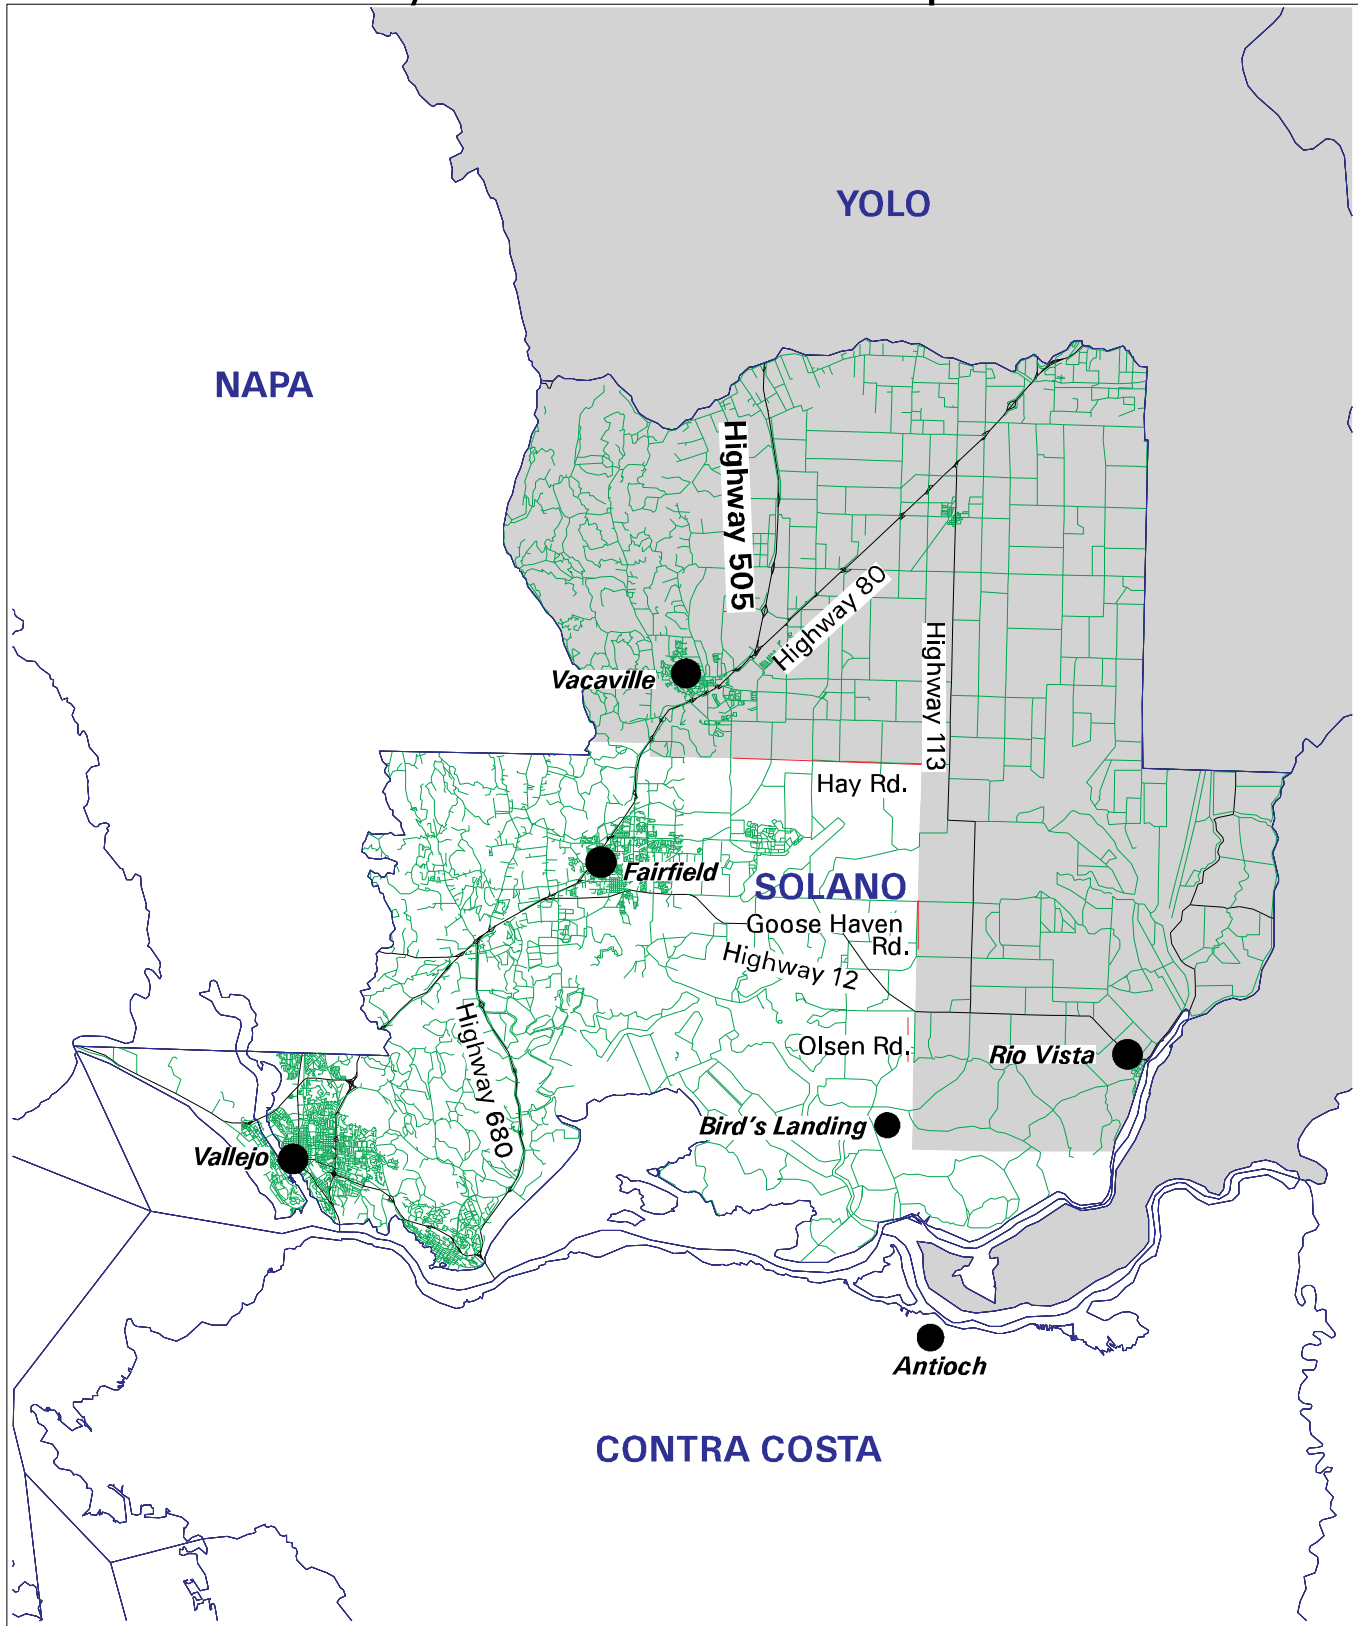 YOLO
NAPA
Highway 505
Highway 80
Highway 113
Vacaville
Hay Rd.
Fairfield
SOLANO
Goose Haven
Rd.
Highway 12
Highway 680
Olsen Rd.
Rio Vista
Bird's Landing
Vallejo
Antioch
CONTRA COSTA